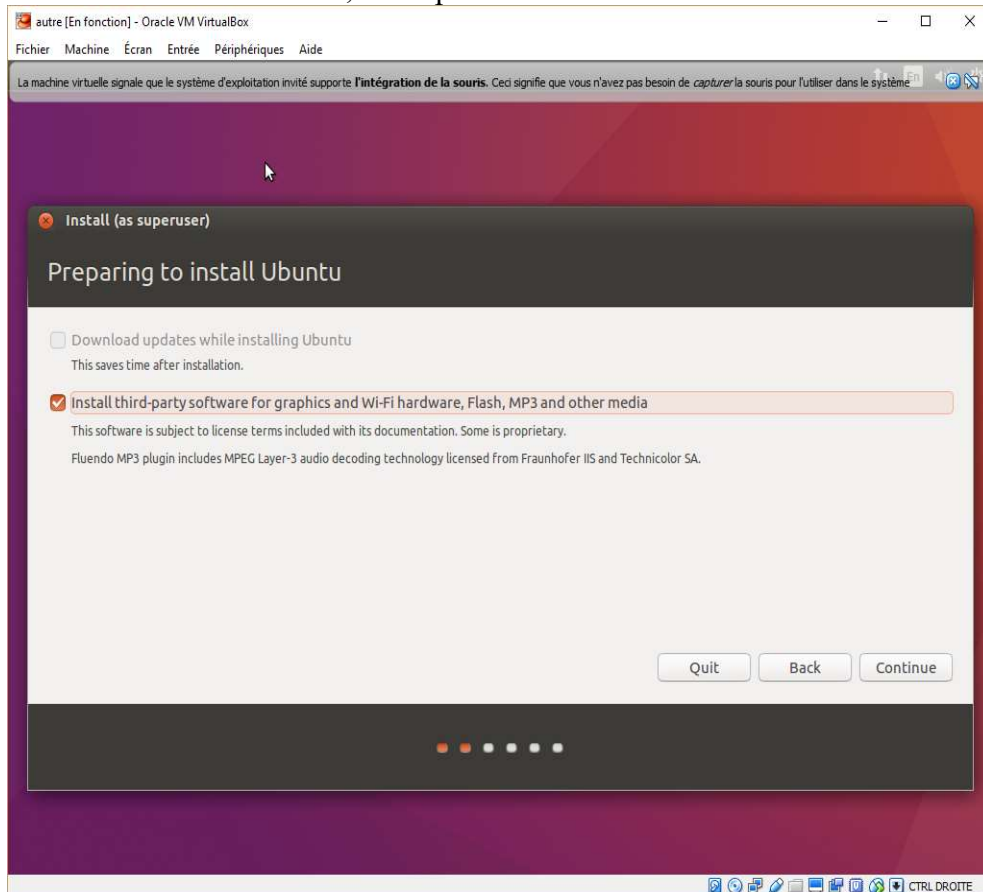 autre [En fonction] - Oracle VM VirtualBox
Fichier Machine Écran Entrée Périphériques Aide
La machine virtuelle signale que le système d'exploitation invité supporte l'intégration de la souris. Ceci signifie que vous n'avez pas besoin de capturer la souris pour l'utiliser dans le système
En
Install (as superuser)
Preparing to install Ubuntu
Download updates while installing Ubuntu
This saves time after installation.
Install third-party software for graphics and Wi-Fi hardware, Flash, MP3 and other media
This software is subject to license terms included with its documentation. Some is proprietary.
Fluendo MP3 plugin includes MPEG Layer-3 audio decoding technology licensed from Fraunhofer IIS and Technicolor SA.
Quit Back Continue
CTRL DROITE